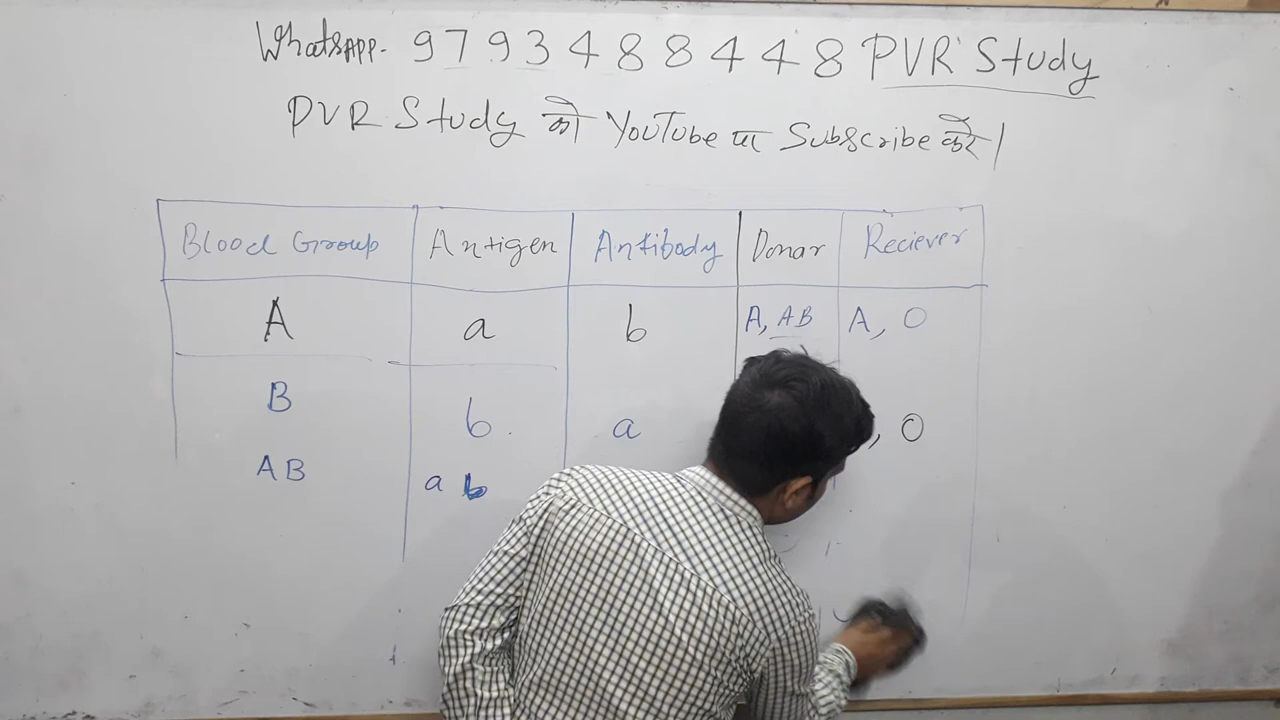 WhatsAPP. 9793488448 PVR Study
PVR Study को YouTube पर Subscribe करें।
Blood Group Antigen Antibody Donar Reciever
A a b A, AB A, O
B b a , O
AB a b